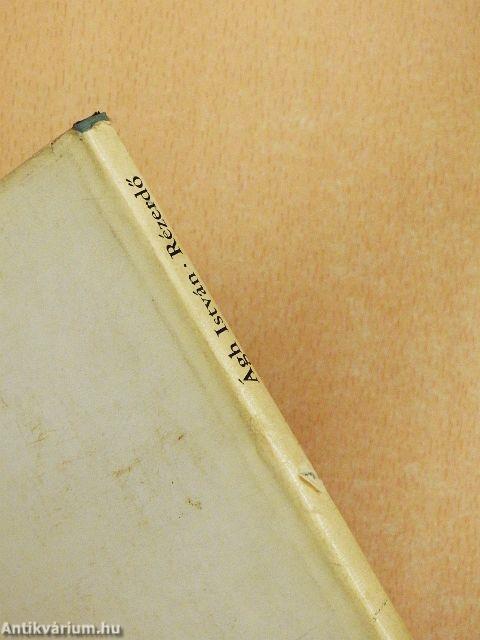 Ágh István · Rézerdő
Antikvárium.hu